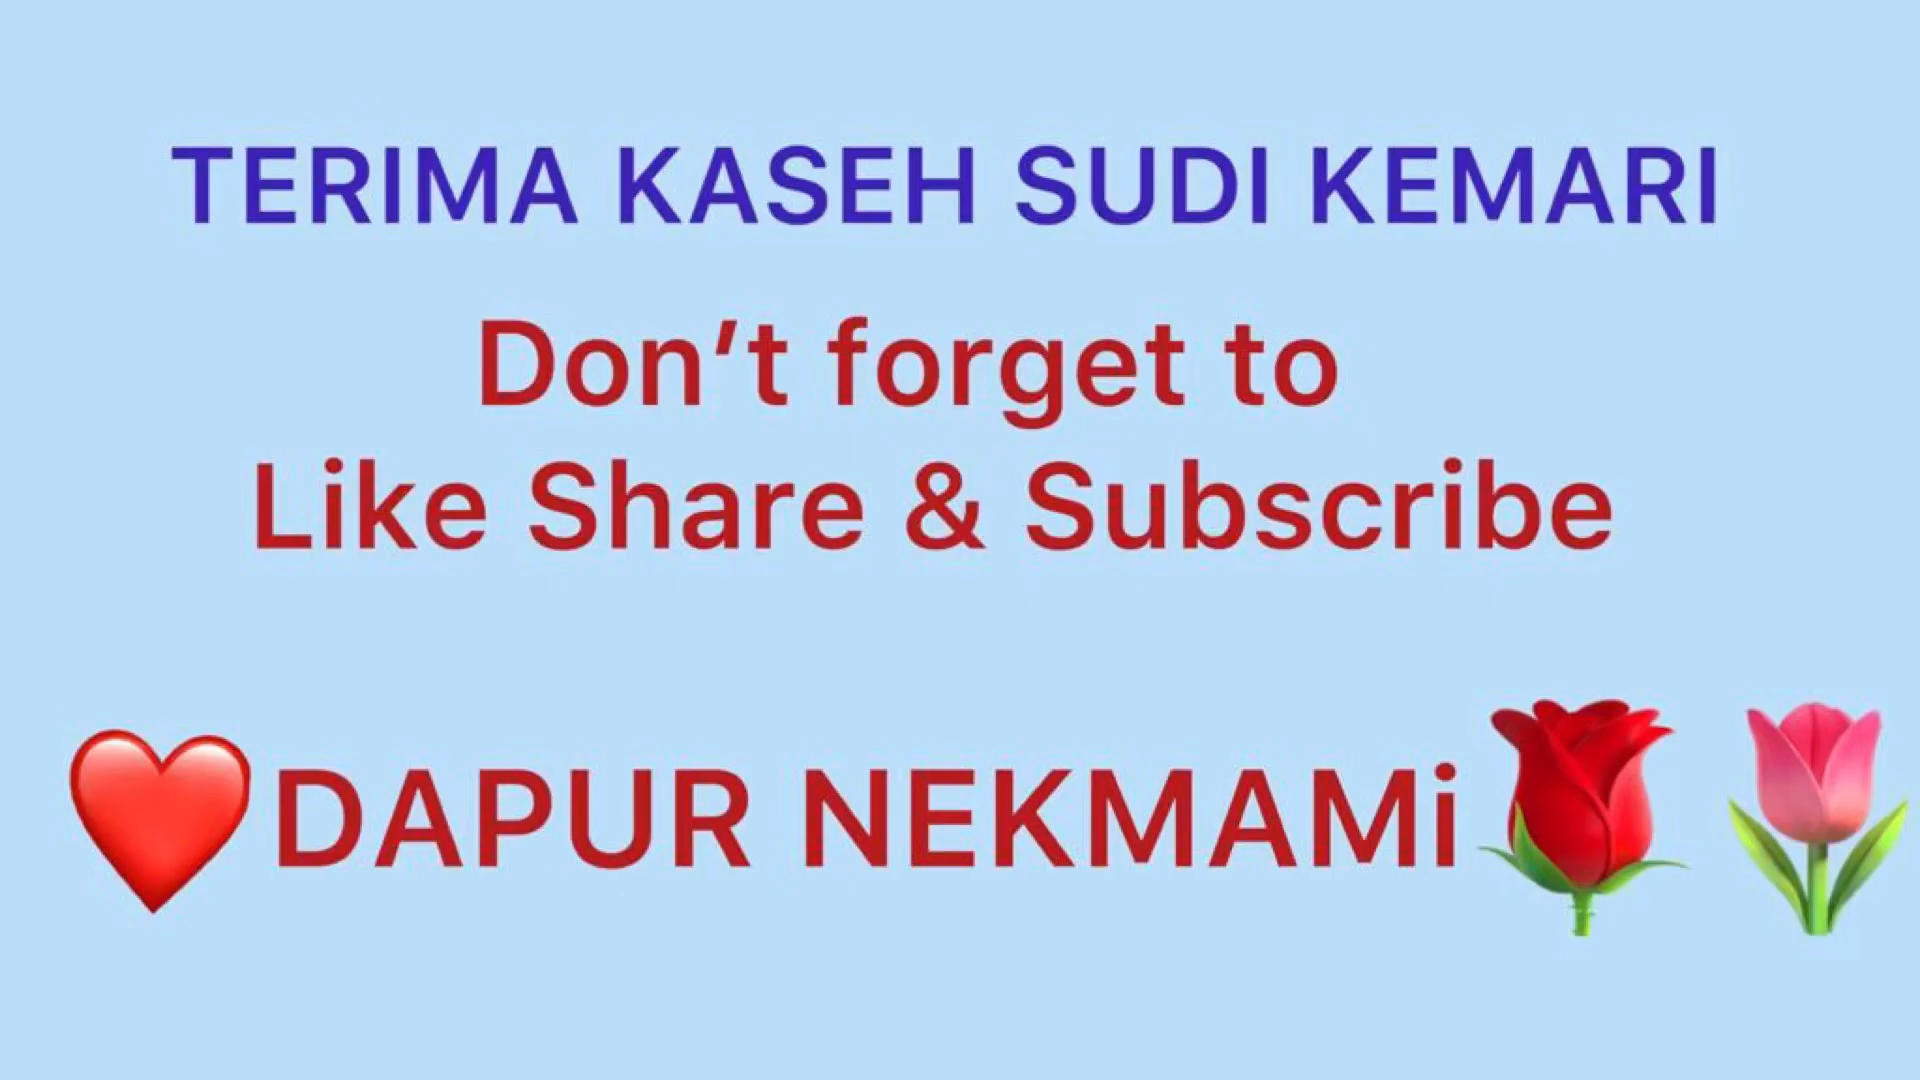 TERIMA KASEH SUDI KEMARI
Don’t forget to
Like Share & Subscribe
❤️DAPUR NEKMAMi🌹🌷